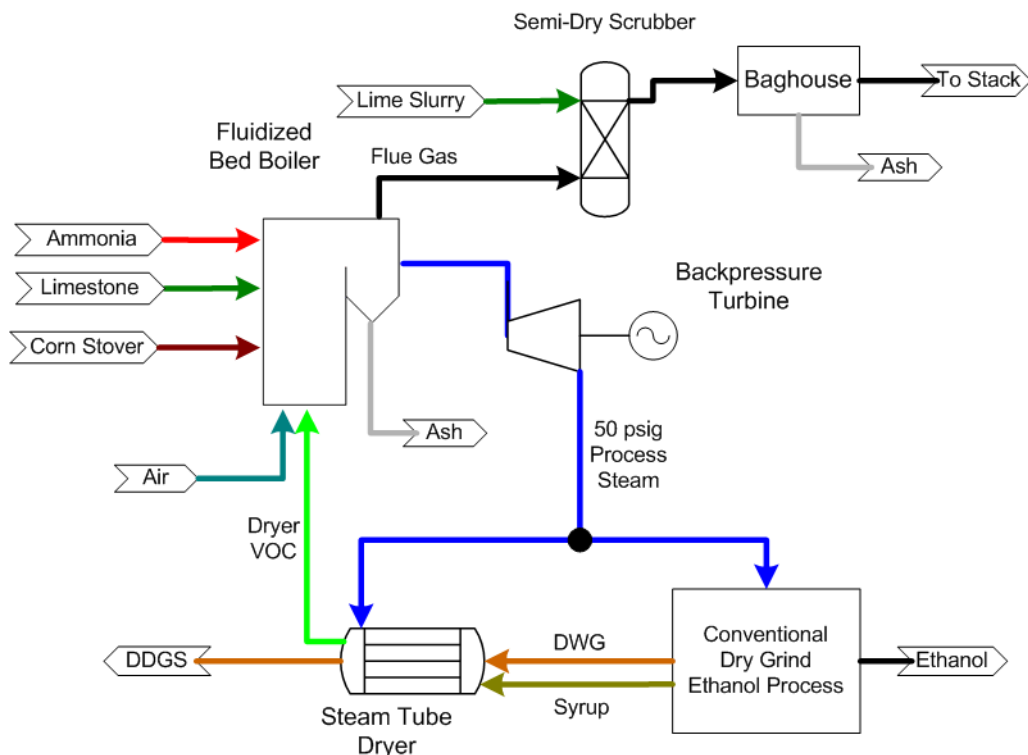 Semi-Dry Scrubber
Lime Slurry
Baghouse
To Stack
Fluidized
Bed Boiler
Flue Gas
Ash
Ammonia
Limestone
Corn Stover
Backpressure
Turbine
Ash
Air
50 psig
Process
Steam
Dryer
VOC
DDGS
DWG
Syrup
Conventional
Dry Grind
Ethanol Process
Ethanol
Steam Tube
Dryer